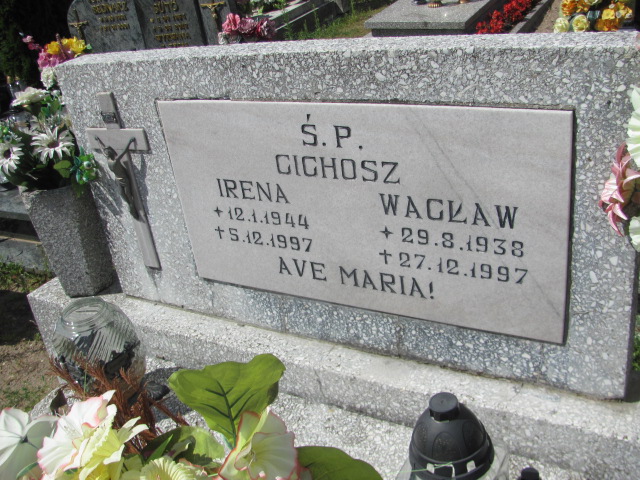 Ś.P.
CICHOSZ
IRENA
+12.1.1944
+5.12.1997
WACŁAW
+29.8.1938
+27.12.1997
AVE MARIA!